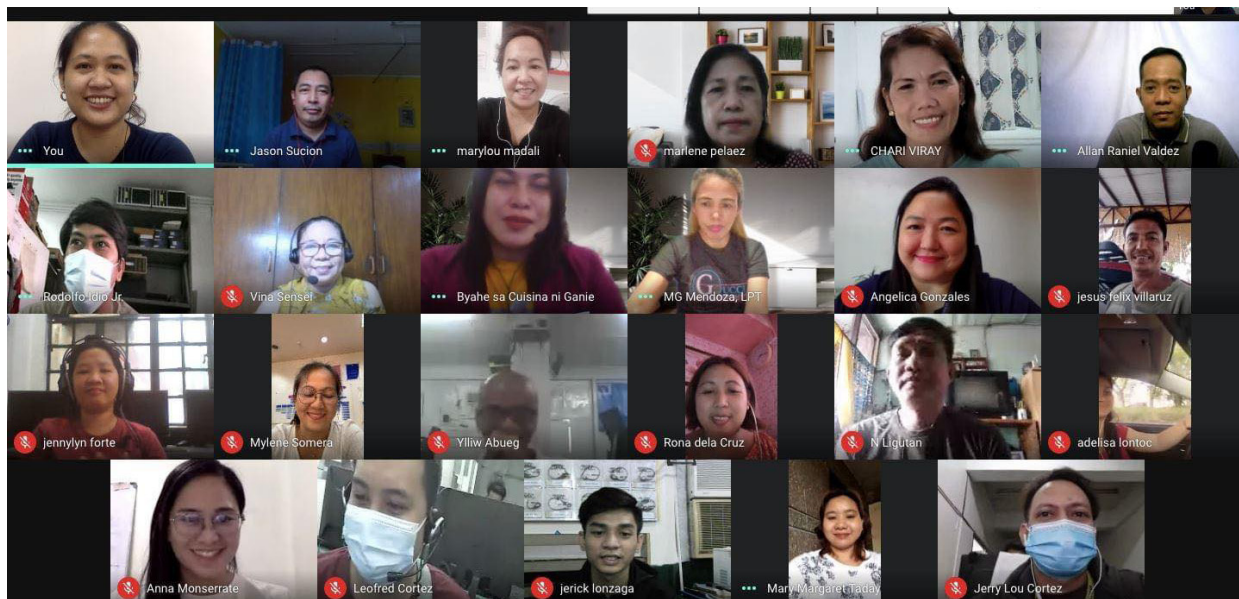 You
You
Jason Sucion
marylou madali
marlene pelaez
CHARI VIRAY
Allan Raniel Valdez
Rodolfo Idio Jr.
Vina Sensel
Byahe sa Cuisina ni Ganie
MG Mendoza, LPT
Angelica Gonzales
jesus felix villaruz
jennylyn forte
Mylene Somera
Ylliw Abueg
Rona dela Cruz
N Ligutan
adelisa lontoc
Anna Monserrate
Leofred Cortez
jerick lonzaga
Mary Margaret Taday
Jerry Lou Cortez